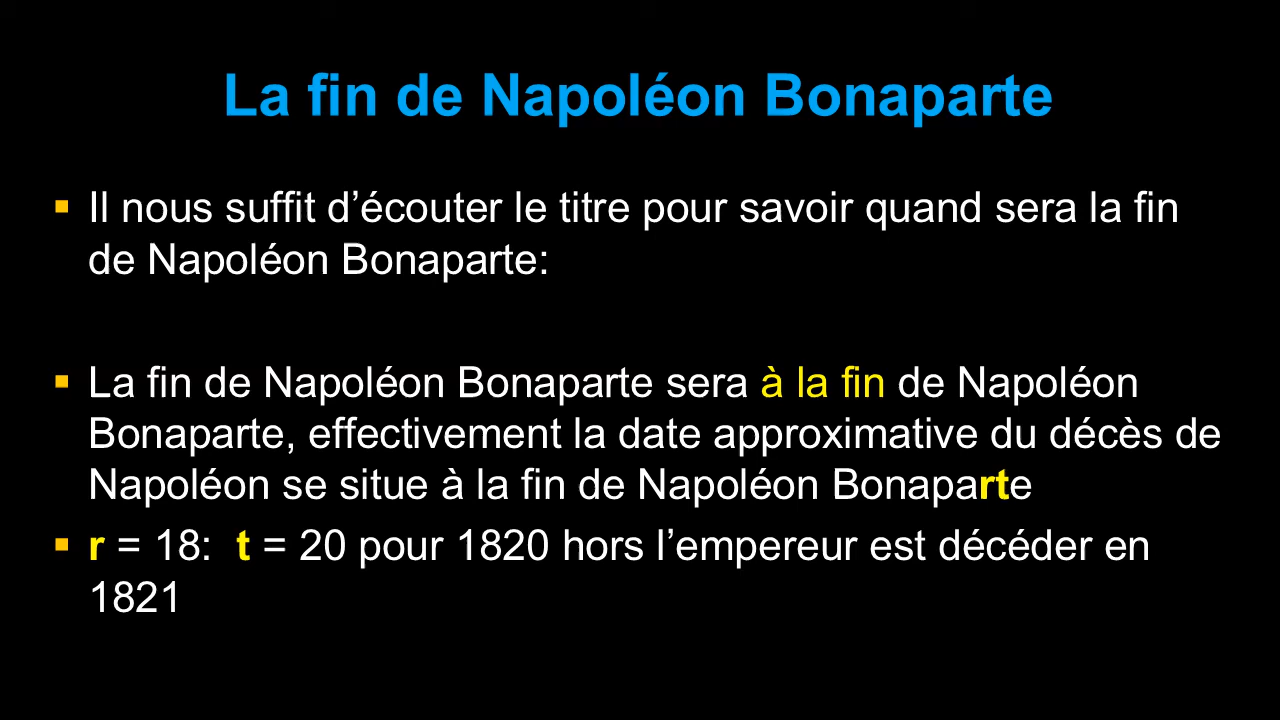 La fin de Napoléon Bonaparte
▪ Il nous suffit d’écouter le titre pour savoir quand sera la fin
de Napoléon Bonaparte:
▪ La fin de Napoléon Bonaparte sera à la fin de Napoléon
Bonaparte, effectivement la date approximative du décès de
Napoléon se situe à la fin de Napoléon Bonaparte
▪ r = 18:  t = 20 pour 1820 hors l’empereur est décéder en
1821